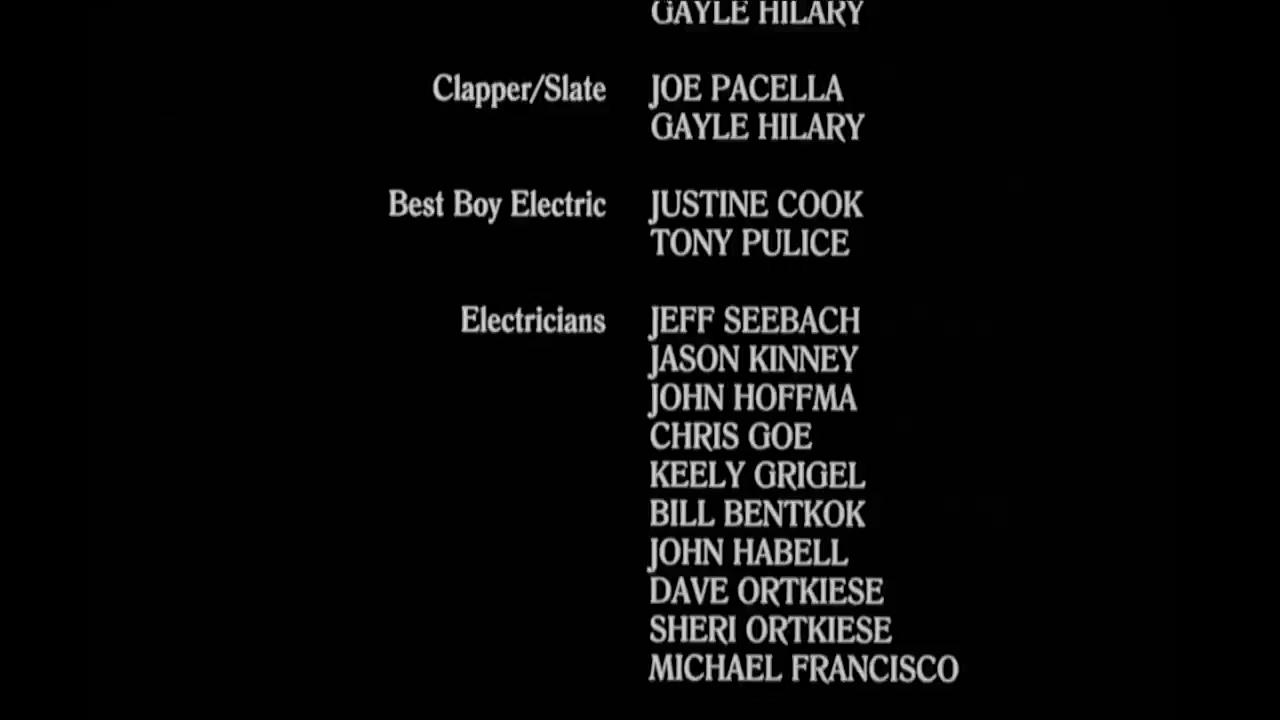 GAYLE HILARY
Clapper/Slate JOE PACELLA
GAYLE HILARY
Best Boy Electric JUSTINE COOK
TONY PULICE
Electricians JEFF SEEBACH
JASON KINNEY
JOHN HOFFMA
CHRIS GOE
KEELY GRIGEL
BILL BENTKOK
JOHN HABELL
DAVE ORTKIESE
SHERI ORTKIESE
MICHAEL FRANCISCO